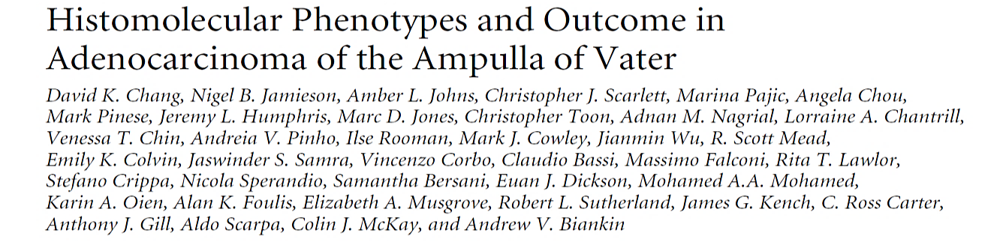 Histomolecular Phenotypes and Outcome in
Adenocarcinoma of the Ampulla of Vater
David K. Chang, Nigel B. Jamieson, Amber L. Johns, Christopher J. Scarlett, Marina Pajic, Angela Chou,
Mark Pinese, Jeremy L. Humphris, Marc D. Jones, Christopher Toon, Adnan M. Nagrial, Lorraine A. Chantrill,
Venessa T. Chin, Andreia V. Pinho, Ilse Rooman, Mark J. Cowley, Jianmin Wu, R. Scott Mead,
Emily K. Colvin, Jaswinder S. Samra, Vincenzo Corbo, Claudio Bassi, Massimo Falconi, Rita T. Lawlor,
Stefano Crippa, Nicola Sperandio, Samantha Bersani, Euan J. Dickson, Mohamed A.A. Mohamed,
Karin A. Oien, Alan K. Foulis, Elizabeth A. Musgrove, Robert L. Sutherland, James G. Kench, C. Ross Carter,
Anthony J. Gill, Aldo Scarpa, Colin J. McKay, and Andrew V. Biankin